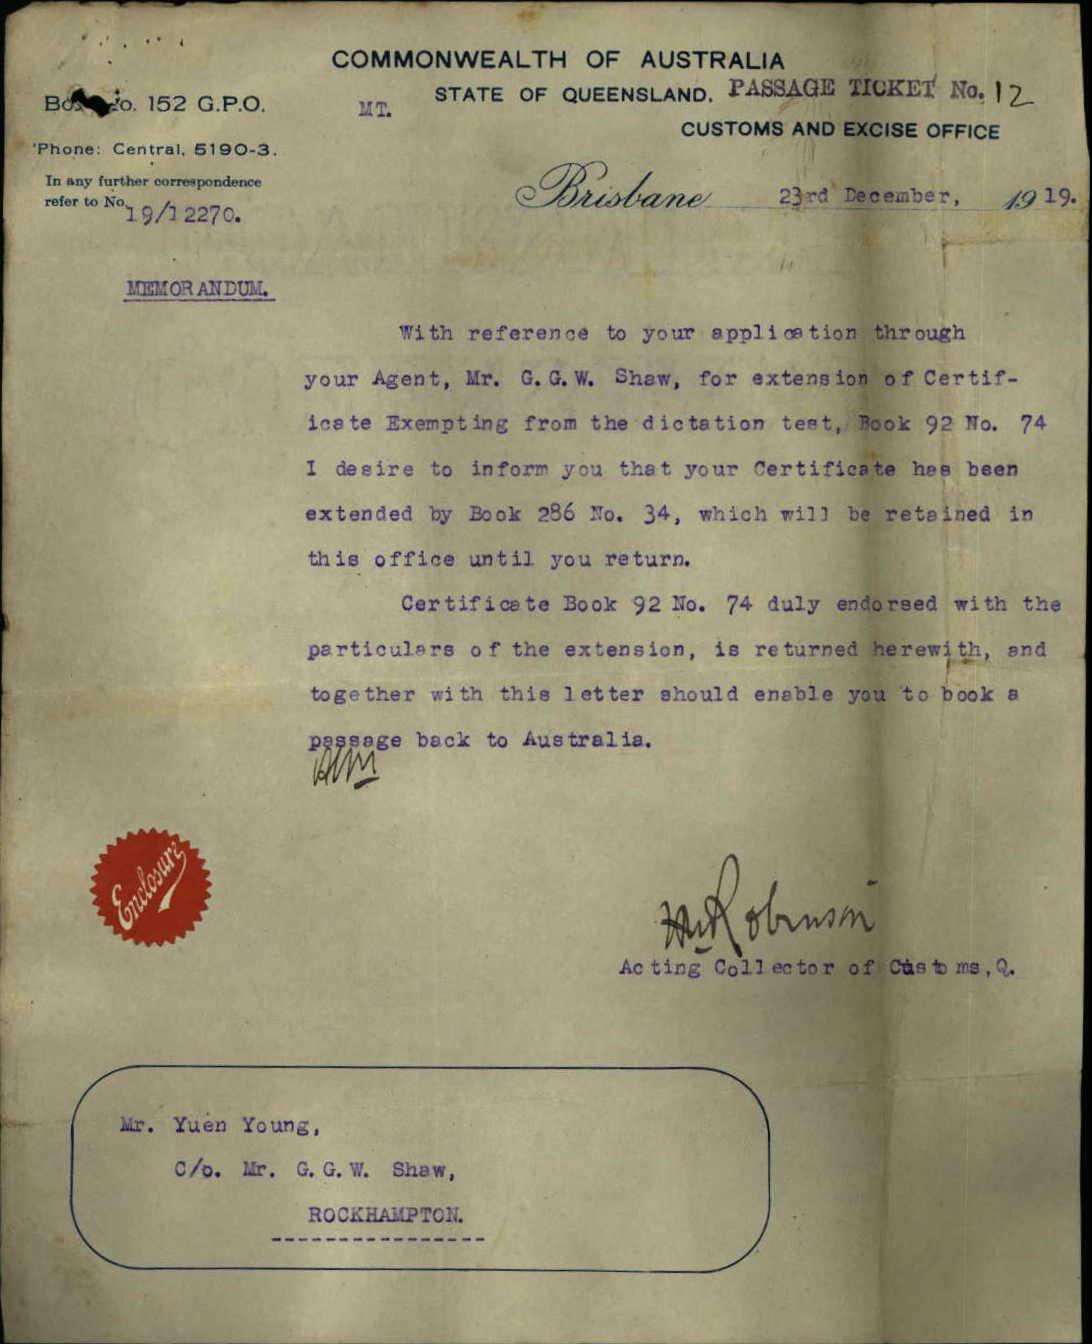 COMMONWEALTH OF AUSTRALIA
STATE OF QUEENSLAND. PASSAGE TICKET No. 12
Box No. 152 G.P.O.
MT.
CUSTOMS AND EXCISE OFFICE
'Phone: Central, 5190-3.
In any further correspondence
refer to No. 19/12270.
Brisbane 23rd December, 1919.
MEMORANDUM.
With reference to your application through
your Agent, Mr. G.G.W. Shaw, for extension of Certif-
icate Exempting from the dictation test, Book 92 No. 74
I desire to inform you that your Certificate has been
extended by Book 286 No. 34, which will be retained in
this office until you return.
Certificate Book 92 No. 74 duly endorsed with the
particulars of the extension, is returned herewith, and
together with this letter should enable you to book a
passage back to Australia.
Enclosure
Robinson
Acting Collector of Customs,Q.
Mr. Yuen Young,
C/o. Mr. G.G.W. Shaw,
ROCKHAMPTON.